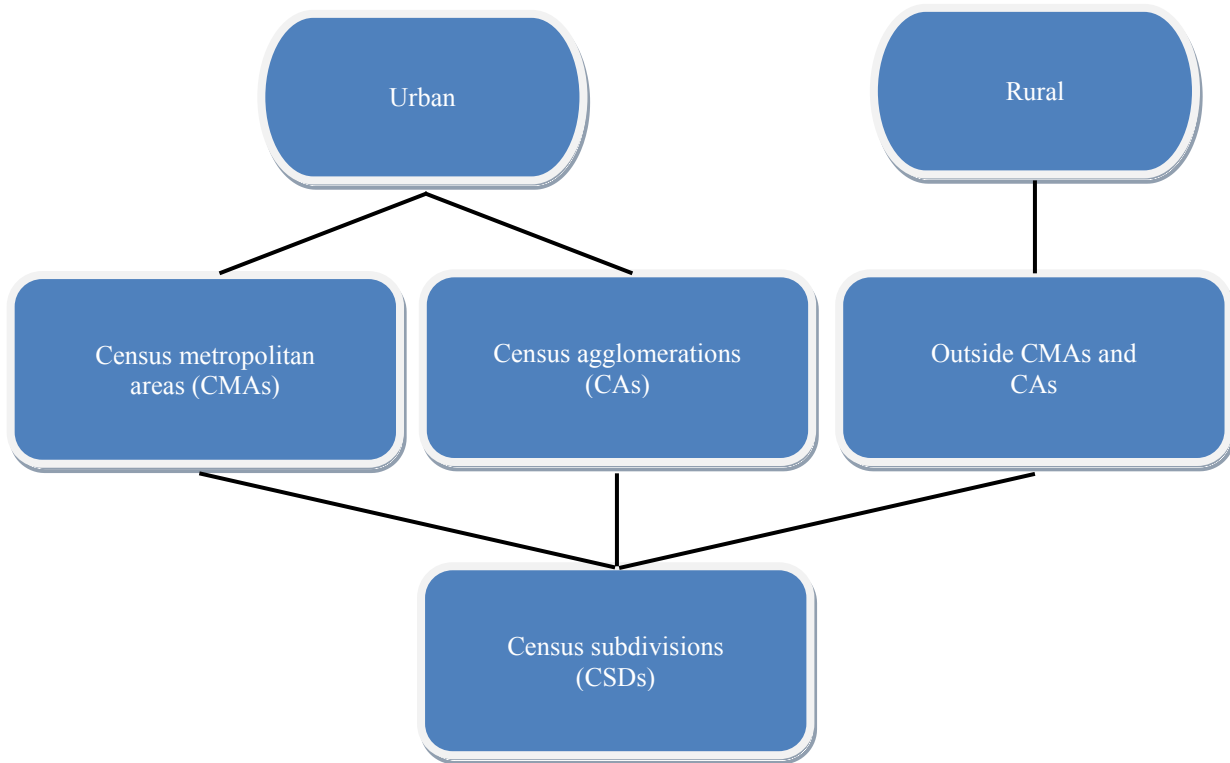 Urban
Rural
Census metropolitan
areas (CMAs)
Census agglomerations
(CAs)
Outside CMAs and
CAs
Census subdivisions
(CSDs)